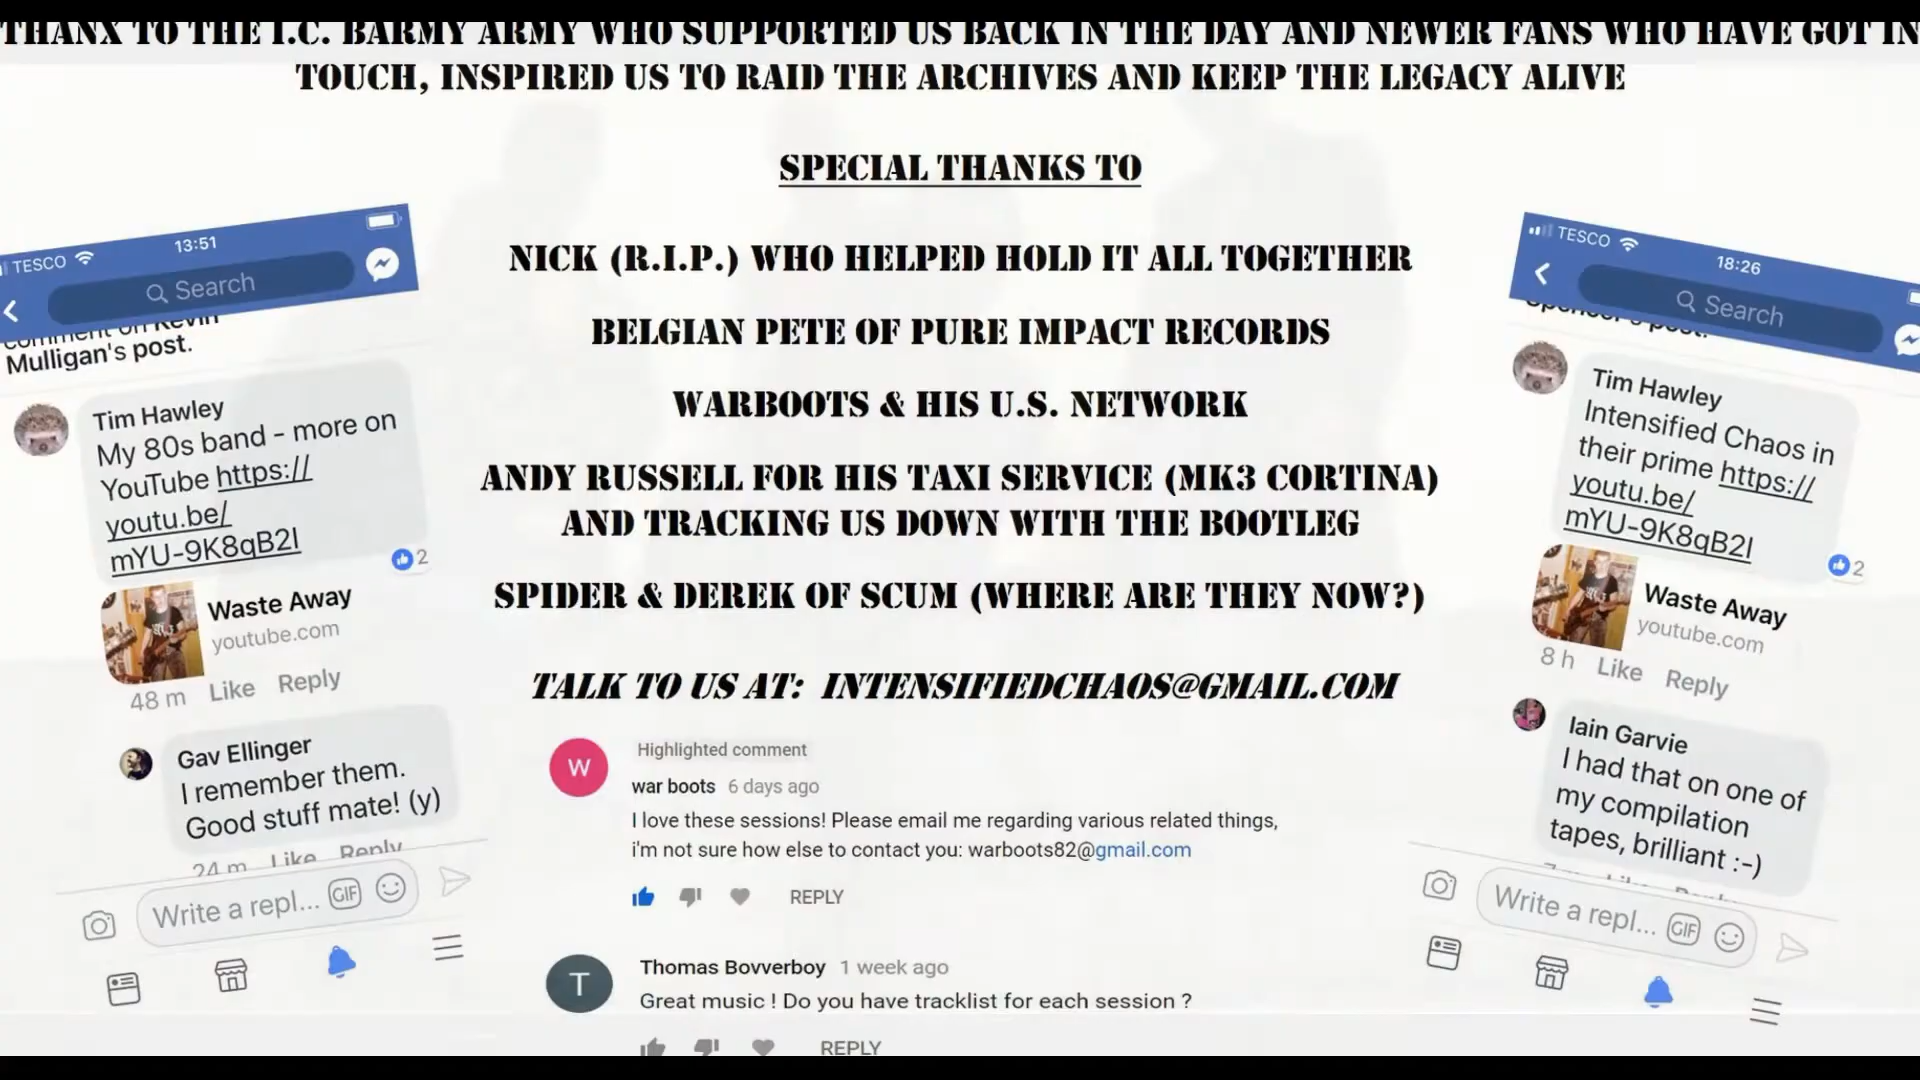 THANX TO THE I.C. BARMY ARMY WHO SUPPORTED US BACK IN THE DAY AND NEWER FANS WHO HAVE GOT IN
TOUCH, INSPIRED US TO RAID THE ARCHIVES AND KEEP THE LEGACY ALIVE
SPECIAL THANKS TO
NICK (R.I.P.) WHO HELPED HOLD IT ALL TOGETHER
BELGIAN PETE OF PURE IMPACT RECORDS
WARBOOTS & HIS U.S. NETWORK
ANDY RUSSELL FOR HIS TAXI SERVICE (MK3 CORTINA)
AND TRACKING US DOWN WITH THE BOOTLEG
SPIDER & DEREK OF SCUM (WHERE ARE THEY NOW?)
TALK TO US AT: INTENSIFIEDCHAOS@GMAIL.COM
TESCO
13:51
Search
comment on Kevin
Mulligan's post.
Tim Hawley
My 80s band - more on
YouTube https://
youtu.be/
mYU-9K8qB2I
2
Waste Away
youtube.com
48 m Like Reply
Gav Ellinger
I remember them.
Good stuff mate! (y)
24 m Like Reply
Write a repl... GIF
W
Highlighted comment
war boots 6 days ago
I love these sessions! Please email me regarding various related things,
i'm not sure how else to contact you: warboots82@gmail.com
REPLY
T
Thomas Bovverboy 1 week ago
Great music ! Do you have tracklist for each session ?
REPLY
TESCO
18:26
Search
Spencer's post.
Tim Hawley
Intensified Chaos in
their prime https://
youtu.be/
mYU-9K8qB2I
2
Waste Away
youtube.com
8 h Like Reply
Iain Garvie
I had that on one of
my compilation
tapes, brilliant :-)
Like Reply
Write a repl... GIF